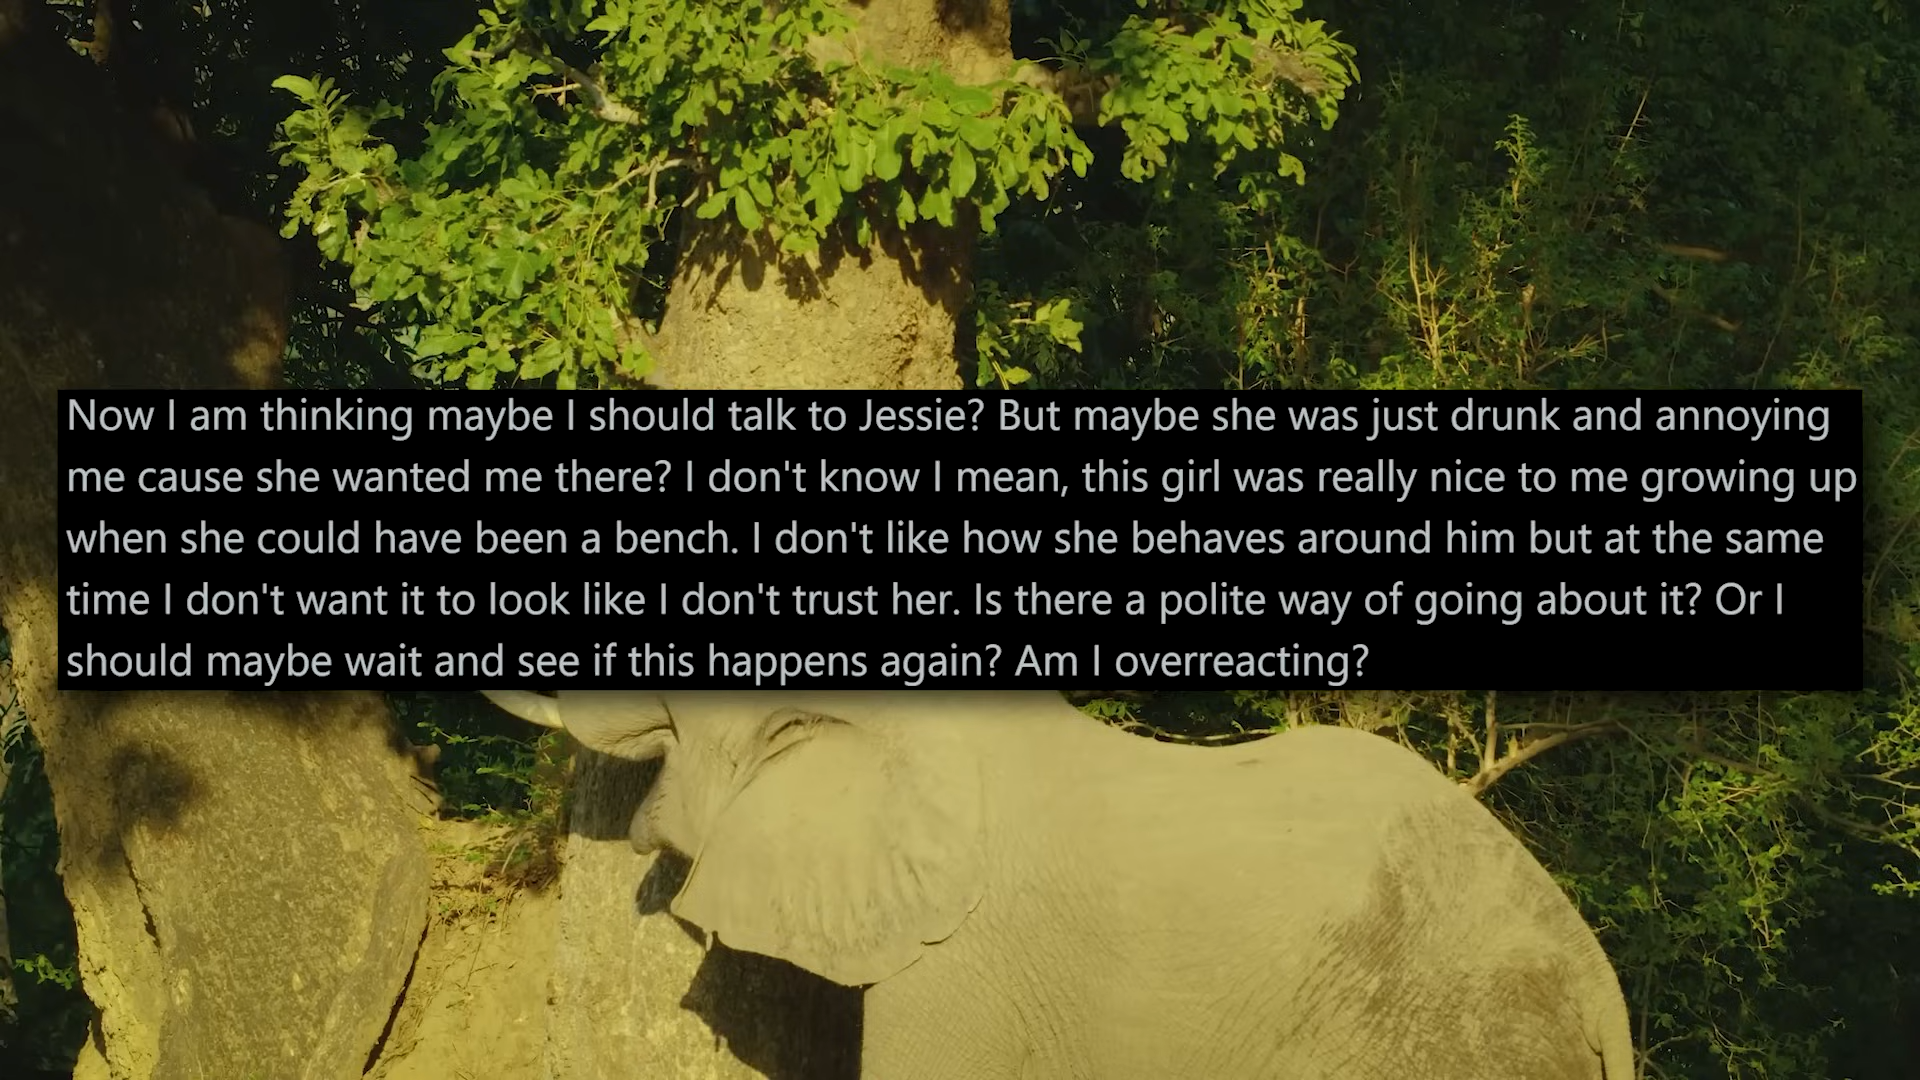 Now I am thinking maybe I should talk to Jessie? But maybe she was just drunk and annoying
me cause she wanted me there? I don't know I mean, this girl was really nice to me growing up
when she could have been a bench. I don't like how she behaves around him but at the same
time I don't want it to look like I don't trust her. Is there a polite way of going about it? Or I
should maybe wait and see if this happens again? Am I overreacting?